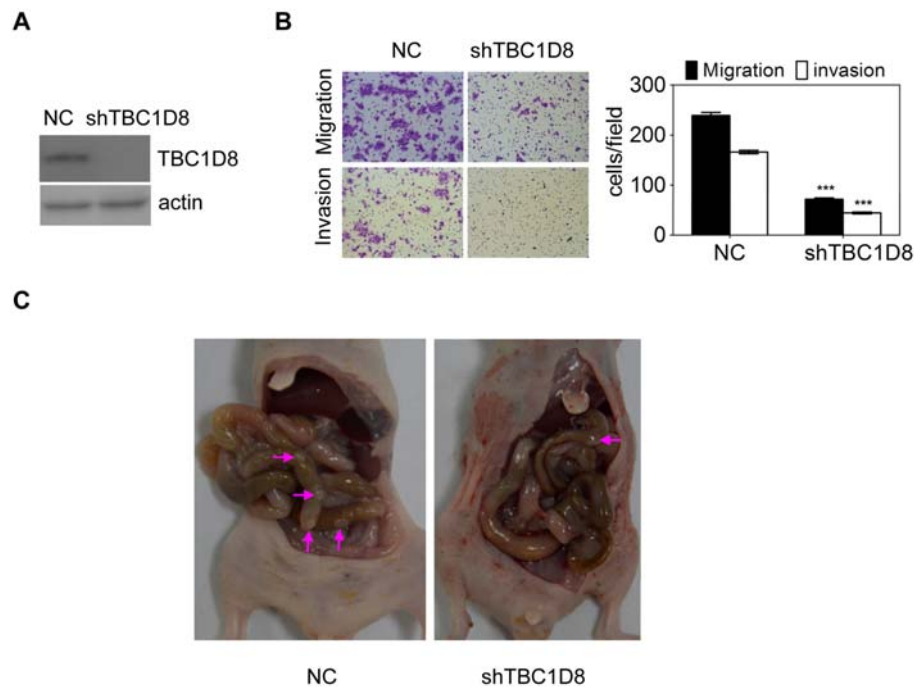 A
NC shTBC1D8
TBC1D8
actin
B
NC shTBC1D8
Migration
Invasion
Migration invasion
cells/field
300
200
100
0
***
***
NC shTBC1D8
C
NC shTBC1D8